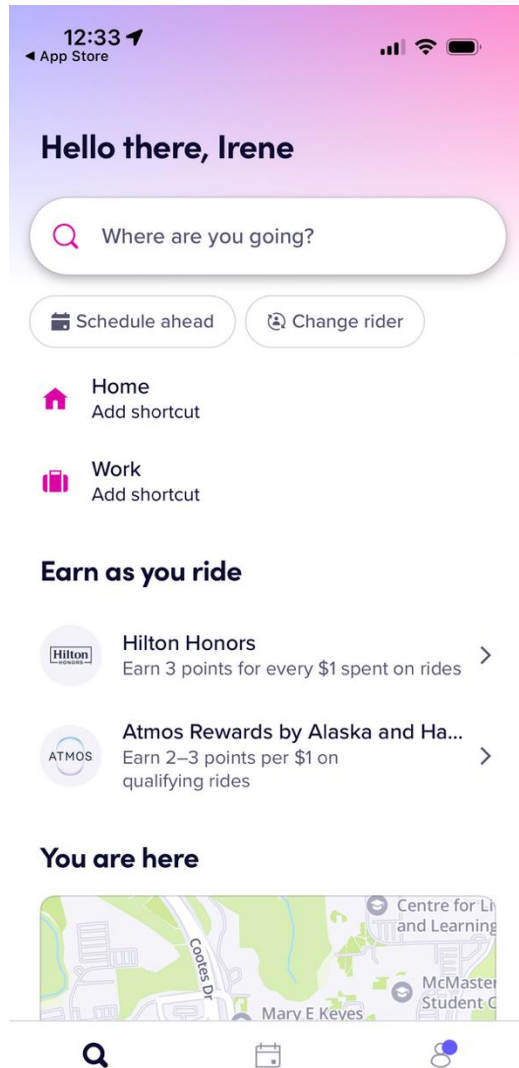 12:33
App Store
Hello there, Irene
Where are you going?
Schedule ahead
Change rider
Home
Add shortcut
Work
Add shortcut
Earn as you ride
Hilton
HONORS
Hilton Honors
Earn 3 points for every $1 spent on rides
ATMOS
Atmos Rewards by Alaska and Ha...
Earn 2–3 points per $1 on
qualifying rides
You are here
Centre for
and Learning
Cootes Dr
McMaster
Student
Mary E Keyes